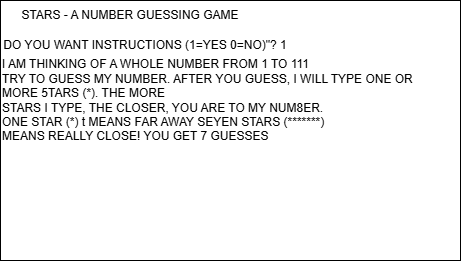 STARS - A NUMBER GUESSING GAME
DO YOU WANT INSTRUCTIONS (1=YES 0=NO)"? 1
I AM THINKING OF A WHOLE NUMBER FROM 1 TO 111
TRY TO GUESS MY NUMBER. AFTER YOU GUESS, I WILL TYPE ONE OR
MORE 5TARS (*). THE MORE
STARS I TYPE, THE CLOSER, YOU ARE TO MY NUM8ER.
ONE STAR (*) t MEANS FAR AWAY SEYEN STARS (*******)
MEANS REALLY CLOSE! YOU GET 7 GUESSES